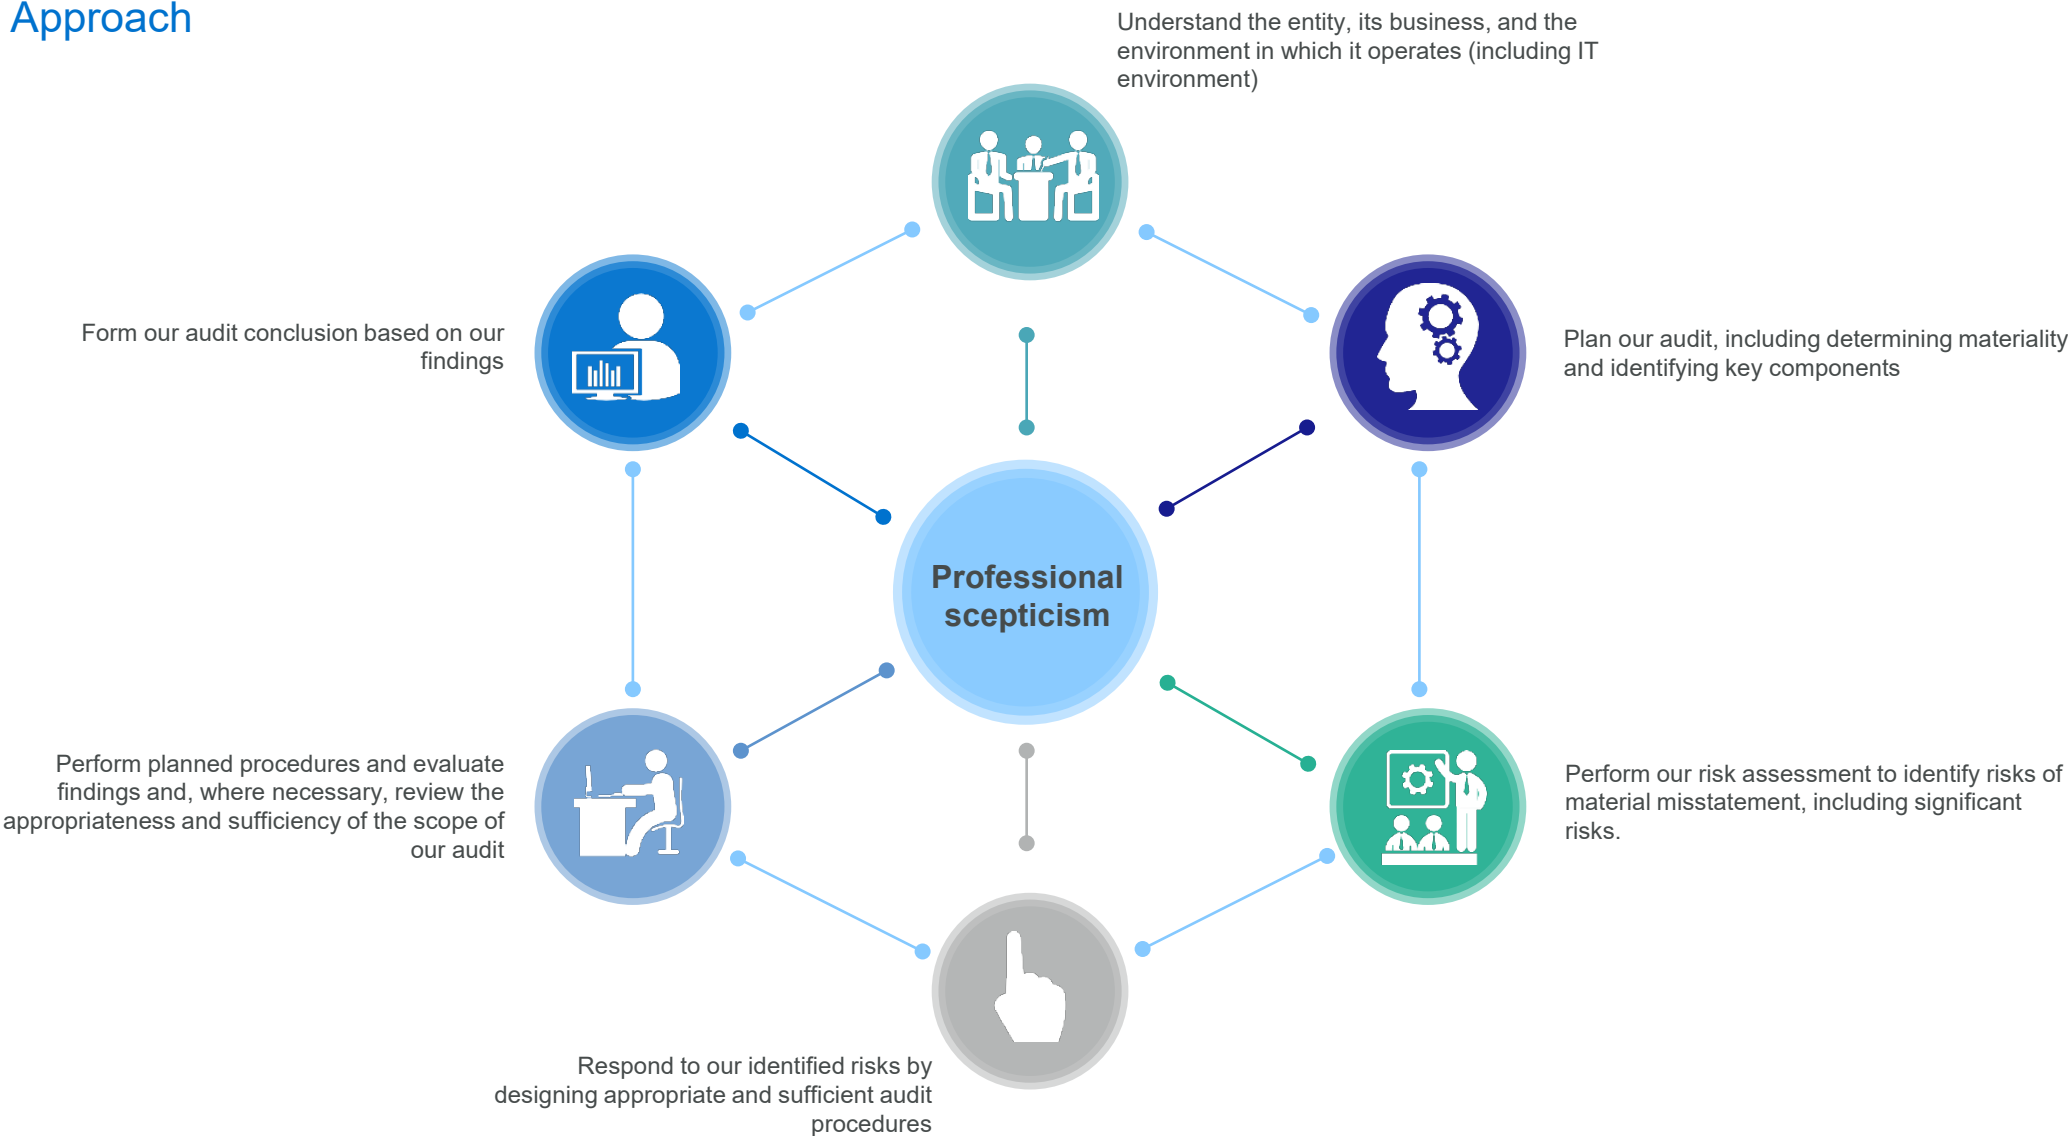 Approach
Understand the entity, its business, and the
environment in which it operates (including IT
environment)
Plan our audit, including determining materiality
and identifying key components
Perform our risk assessment to identify risks of
material misstatement, including significant
risks.
Respond to our identified risks by
designing appropriate and sufficient audit
procedures
Perform planned procedures and evaluate
findings and, where necessary, review the
appropriateness and sufficiency of the scope of
our audit
Form our audit conclusion based on our
findings
Professional
scepticism